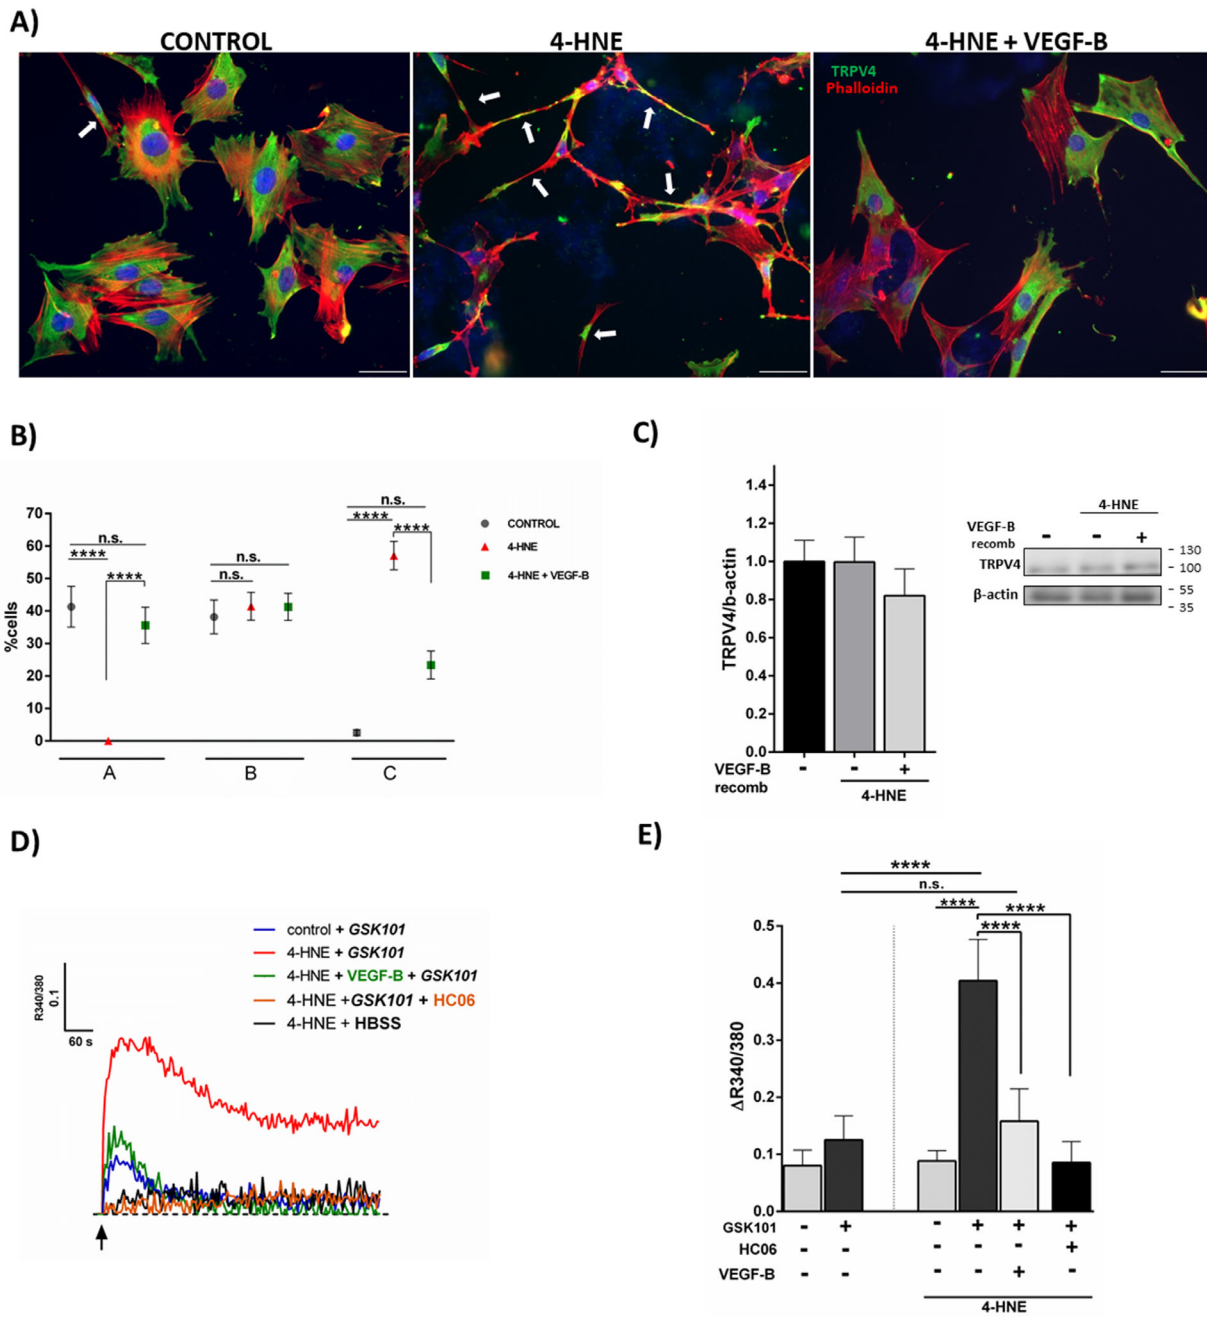 A)
CONTROL
4-HNE
4-HNE + VEGF-B
TRPV4
Phalloidin
B)
70
60
50
40
30
20
10
0
%cells
n.s.
****
****
n.s.
n.s.
n.s.
****
****
CONTROL
4-HNE
4-HNE + VEGF-B
A
B
C
C)
1.4
1.2
1.0
0.8
0.6
0.4
0.2
0.0
TRPV4/b-actin
VEGF-B
recomb
- - +
4-HNE
4-HNE
VEGF-B
recomb
- - +
TRPV4
β-actin
- 130
- 100
- 55
- 35
D)
R340/380
0.1
60 s
control + GSK101
4-HNE + GSK101
4-HNE + VEGF-B + GSK101
4-HNE +GSK101 + HC06
4-HNE + HBSS
E)
****
n.s.
****
****
****
0.5
0.4
0.3
0.2
0.1
0.0
ΔR340/380
GSK101 - + - + + +
HC06 - - - - - +
VEGF-B - - - - + -
4-HNE